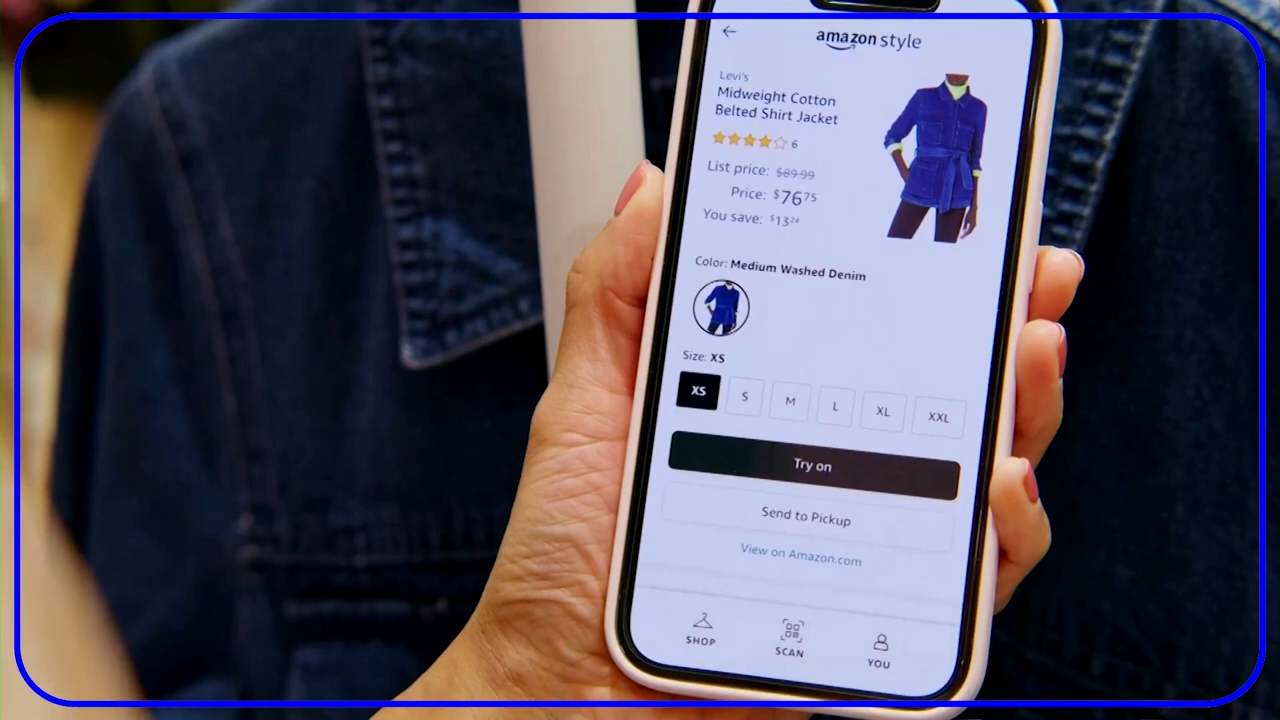 amazon style
Levi's
Midweight Cotton
Belted Shirt Jacket
6
List price: $89.99
Price: $76 75
You save: $13 24
Color: Medium Washed Denim
Size: XS
XS S M L XL XXL
Try on
Send to Pickup
View on Amazon.com
SHOP SCAN YOU